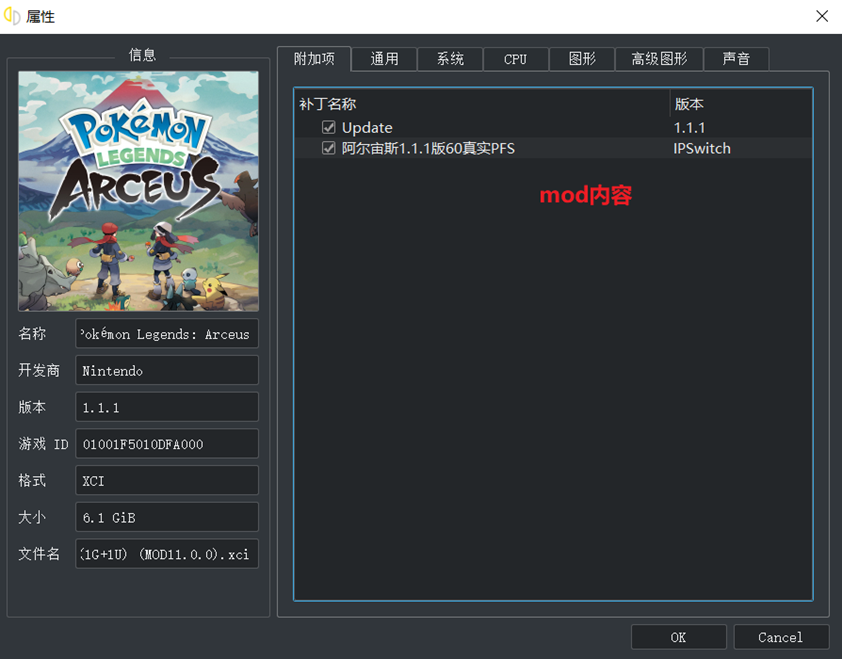 属性
信息
POKÉMON
LEGENDS
ARCEUS
名称 Pokémon Legends: Arceus
开发商 Nintendo
版本 1.1.1
游戏 ID 01001F5010DFA000
格式 XCI
大小 6.1 GiB
文件名 (1G+1U) (MOD11.0.0).xci
附加项 通用 系统 CPU 图形 高级图形 声音
补丁名称 版本
Update 1.1.1
阿尔宙斯1.1.1版60真实PFS IPSwitch
mod内容
OK Cancel